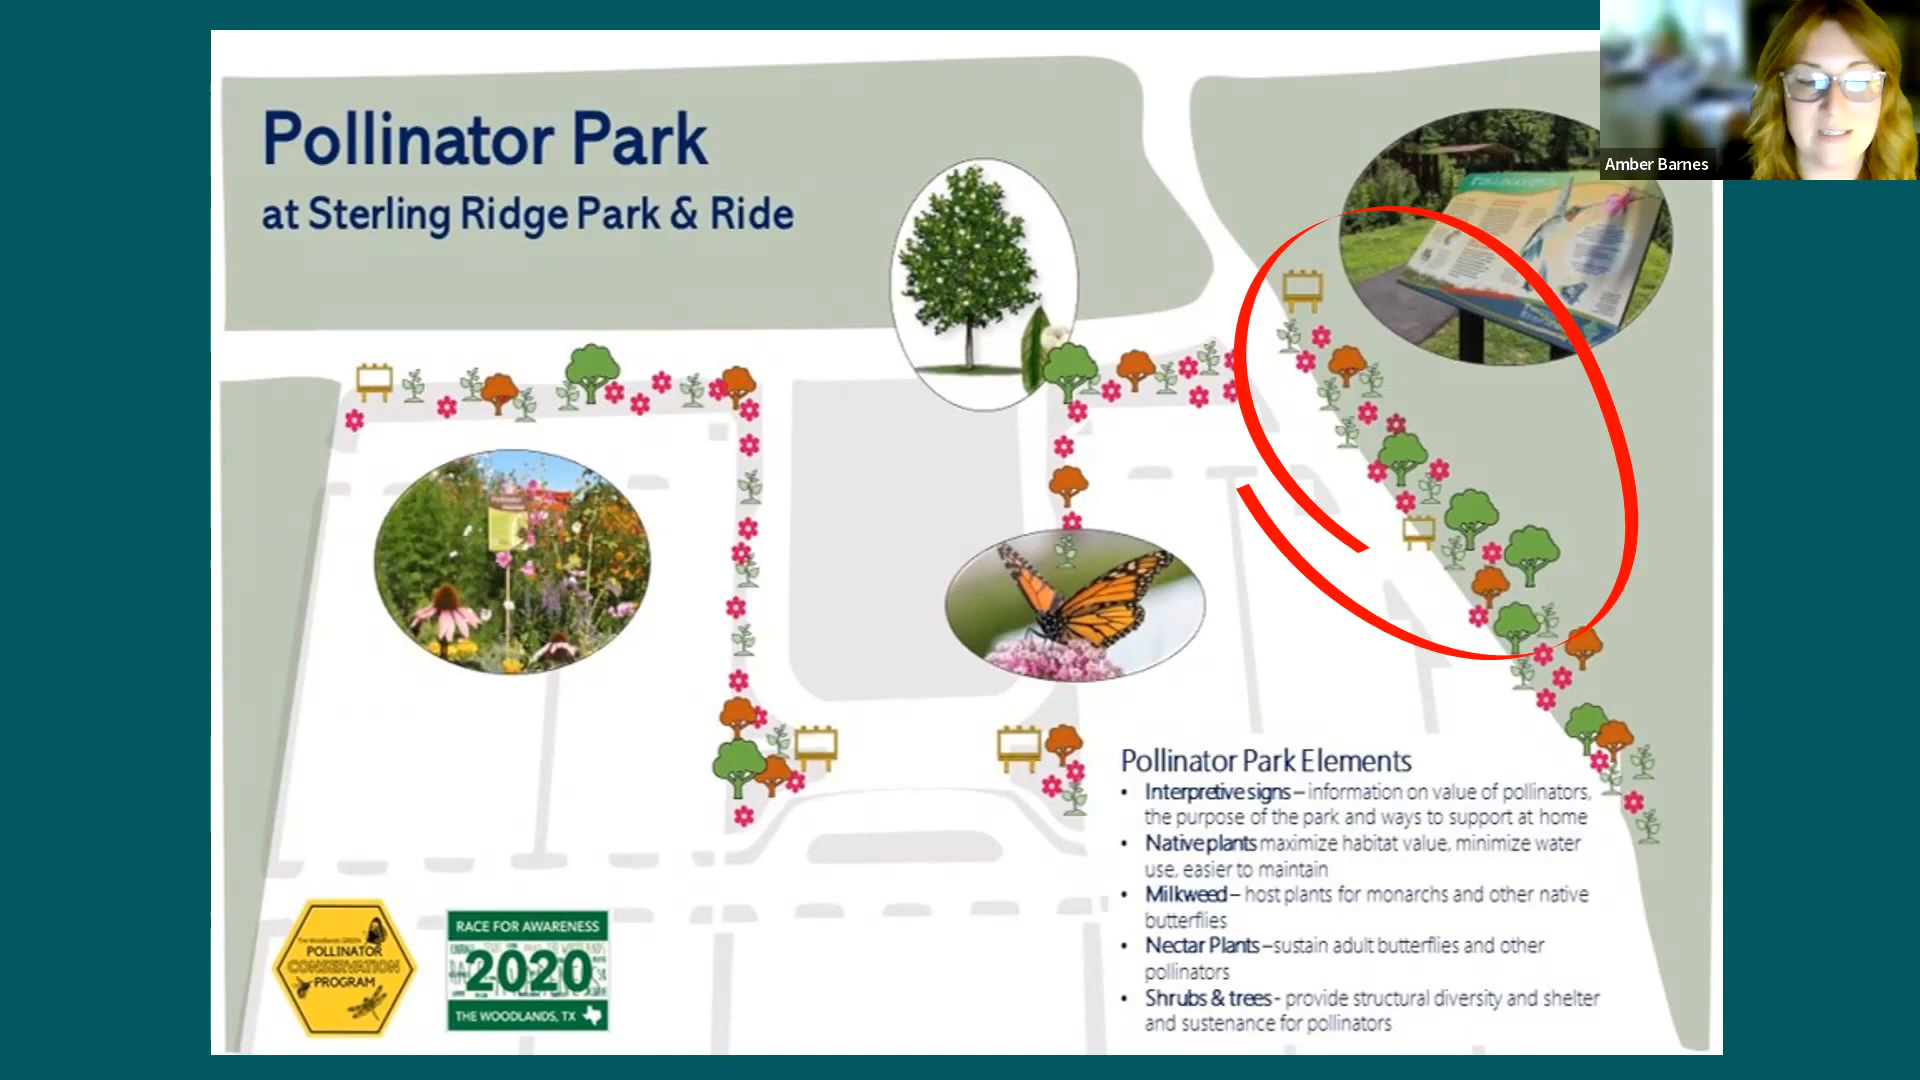 Pollinator Park
at Sterling Ridge Park & Ride
Amber Barnes
POLLINATORS
Pollinator Park Elements
• Interpretive signs – information on value of pollinators,
the purpose of the park and ways to support at home
• Native plants maximize habitat value, minimize water
use, easier to maintain
• Milkweed – host plants for monarchs and other native
butterflies
• Nectar Plants –sustain adult butterflies and other
pollinators
• Shrubs & trees - provide structural diversity and shelter
and sustenance for pollinators
The Woodlands GREEN
POLLINATOR
CONSERVATION
PROGRAM
RACE FOR AWARENESS
2020
THE WOODLANDS, TX